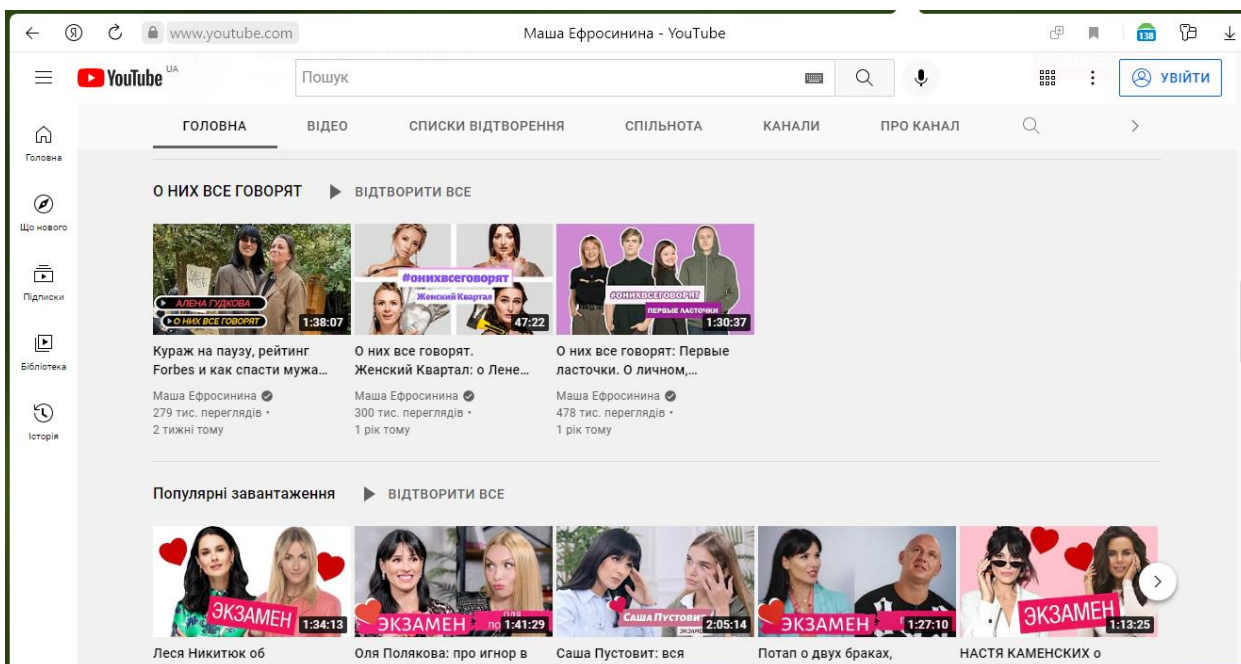 www.youtube.com
Маша Ефросинина - YouTube
138
YouTube UA
Пошук
УВІЙТИ
ГОЛОВНА ВІДЕО СПИСКИ ВІДТВОРЕННЯ СПІЛЬНОТА КАНАЛИ ПРО КАНАЛ
Головна
Що нового
Підписки
Бібліотека
Історія
О НИХ ВСЕ ГОВОРЯТ ВІДТВОРИТИ ВСЕ
АЛЕНА ГУДКОВА
О НИХ ВСЕ ГОВОРЯТ
1:38:07
#онихвсеговорят
Женский Квартал
47:22
#ОНИХВСЕГОВОРЯТ
ПЕРВЫЕ ЛАСТОЧКИ
1:30:37
Кураж на паузу, рейтинг
Forbes и как спасти мужа...
Маша Ефросинина
279 тис. переглядів •
2 тижні тому
О них все говорят.
Женский Квартал: о Лене...
Маша Ефросинина
300 тис. переглядів •
1 рік тому
О них все говорят: Первые
ласточки. О личном,...
Маша Ефросинина
478 тис. переглядів •
1 рік тому
Популярні завантаження ВІДТВОРИТИ ВСЕ
ЭКЗАМЕН
1:34:13
ЭКЗАМЕН
1:41:29
Саша Пустовит
ЭКЗАМЕН
2:05:14
ЭКЗАМЕН
1:27:10
ЭКЗАМЕН
1:13:25
Леся Никитюк об
Оля Полякова: про игнор в
Саша Пустовит: вся
Потап о двух браках,
НАСТЯ КАМЕНСКИХ о